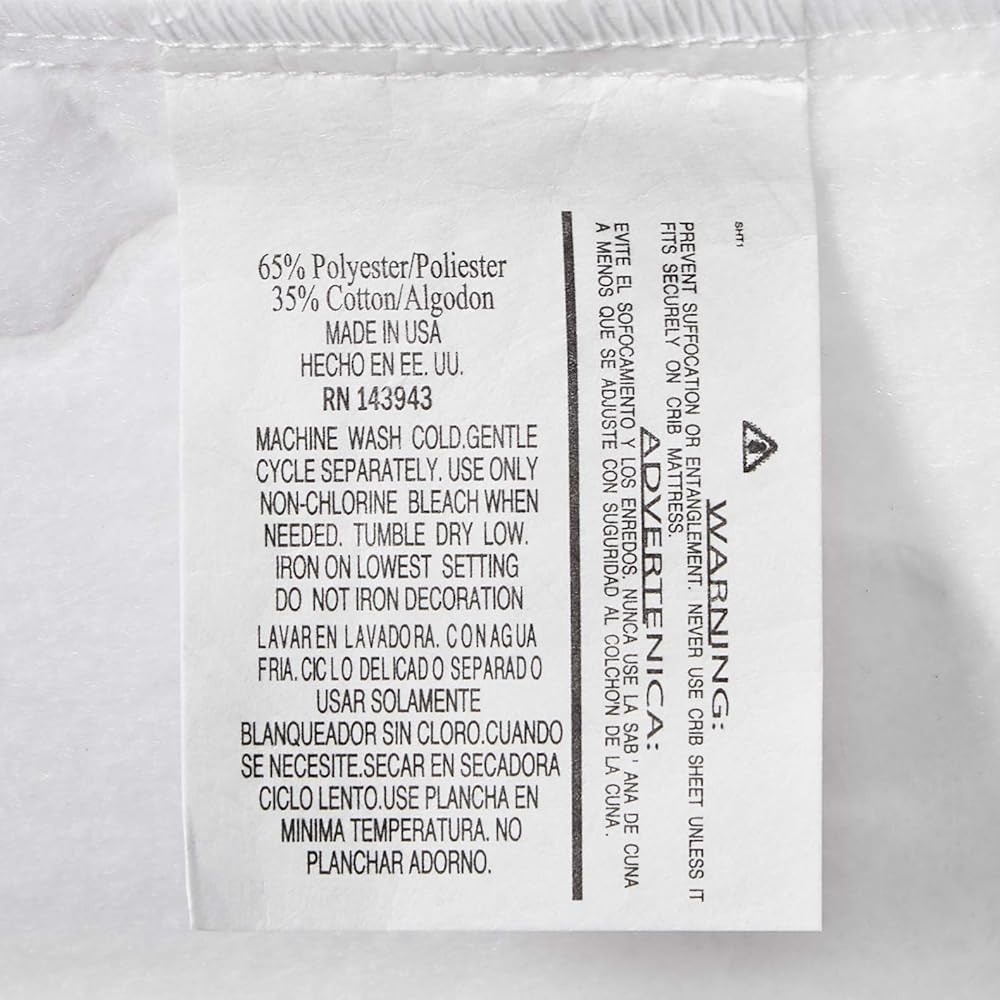 65% Polyester/Poliester
35% Cotton/Algodon
MADE IN USA
HECHO EN EE. UU.
RN 143943
MACHINE WASH COLD.GENTLE
CYCLE SEPARATELY. USE ONLY
NON-CHLORINE BLEACH WHEN
NEEDED. TUMBLE DRY LOW.
IRON ON LOWEST SETTING
DO NOT IRON DECORATION
LAVAR EN LAVADORA. CON AGUA
FRIA. CICLO DELICADO SEPARADO
USAR SOLAMENTE
BLANQUEADOR SIN CLORO.CUANDO
SE NECESITE.SECAR EN SECADORA
CICLO LENTO.USE PLANCHA EN
MINIMA TEMPERATURA. NO
PLANCHAR ADORNO.
SHT1
WARNING:
PREVENT SUFFOCATION OR ENTANGLEMENT. NEVER USE CRIB SHEET UNLESS IT
FITS SECURELY ON CRIB MATTRESS.
ADVERTENICA:
EVITE EL SOFOCAMIENTO Y LOS ENREDOS. NUNCA USE LA SAB' ANA DE CUNA
A MENOS QUE SE ADJUSTE CON SUGURIDAD AL COLCHO'N DE LA CUNA.